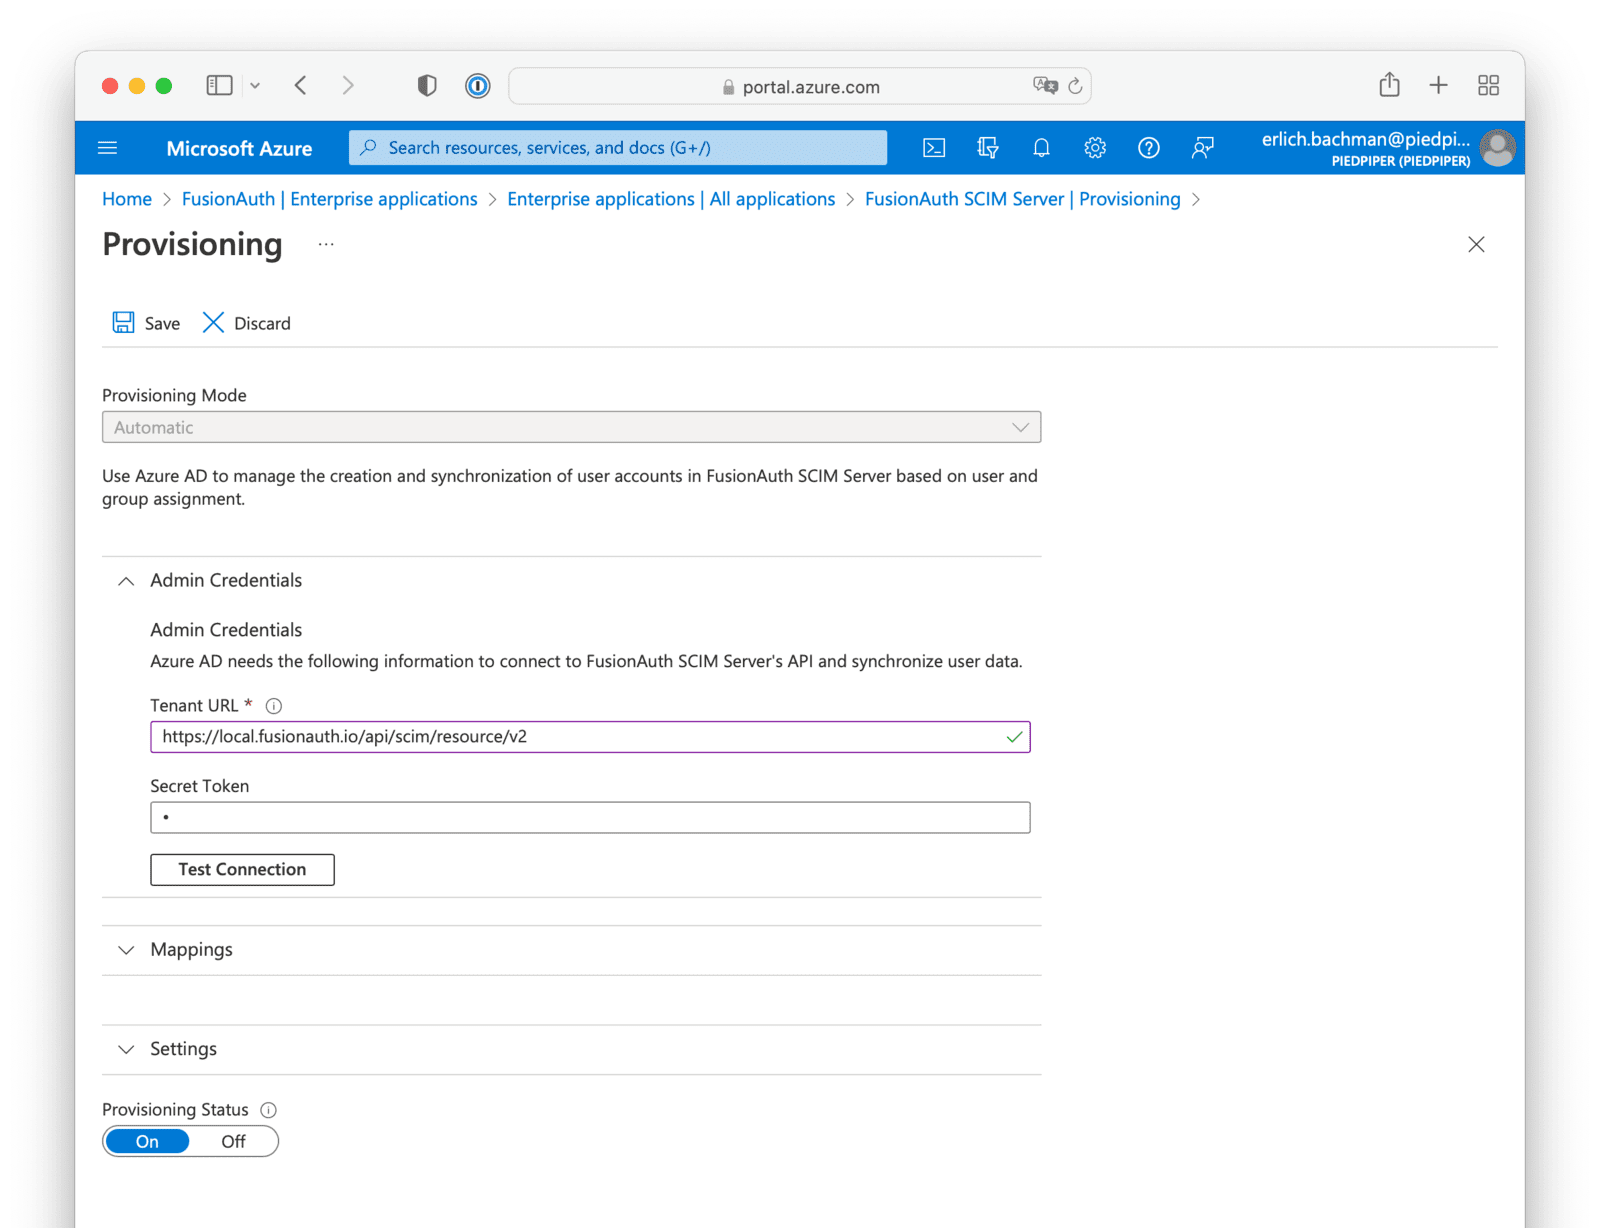 portal.azure.com
Microsoft Azure
Search resources, services, and docs (G+/)
erlich.bachman@piedpi...
PIEDPIPER (PIEDPIPER)
Home > FusionAuth | Enterprise applications > Enterprise applications | All applications > FusionAuth SCIM Server | Provisioning >
Provisioning ...
Save Discard
Provisioning Mode
Automatic
Use Azure AD to manage the creation and synchronization of user accounts in FusionAuth SCIM Server based on user and
group assignment.
Admin Credentials
Admin Credentials
Azure AD needs the following information to connect to FusionAuth SCIM Server's API and synchronize user data.
Tenant URL *
https://local.fusionauth.io/api/scim/resource/v2
Secret Token
•
Test Connection
Mappings
Settings
Provisioning Status
On Off